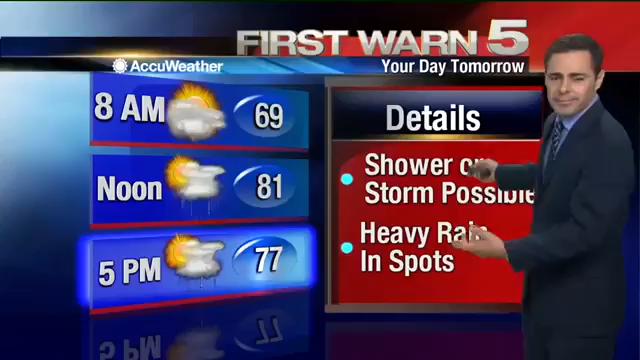 FIRST WARN 5
AccuWeather
Your Day Tomorrow
8 AM 69
Noon 81
5 PM 77
Details
Shower or
Storm Possible
Heavy Rain
In Spots